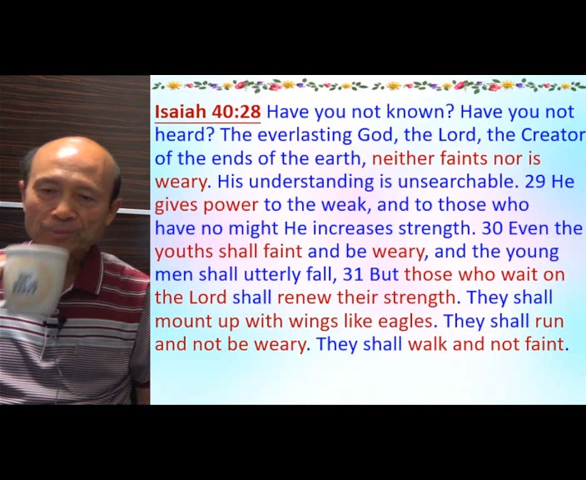 Isaiah 40:28 Have you not known? Have you not
heard? The everlasting God, the Lord, the Creator
of the ends of the earth, neither faints nor is
weary. His understanding is unsearchable. 29 He
gives power to the weak, and to those who
have no might He increases strength. 30 Even the
youths shall faint and be weary, and the young
men shall utterly fall, 31 But those who wait on
the Lord shall renew their strength. They shall
mount up with wings like eagles. They shall run
and not be weary. They shall walk and not faint.